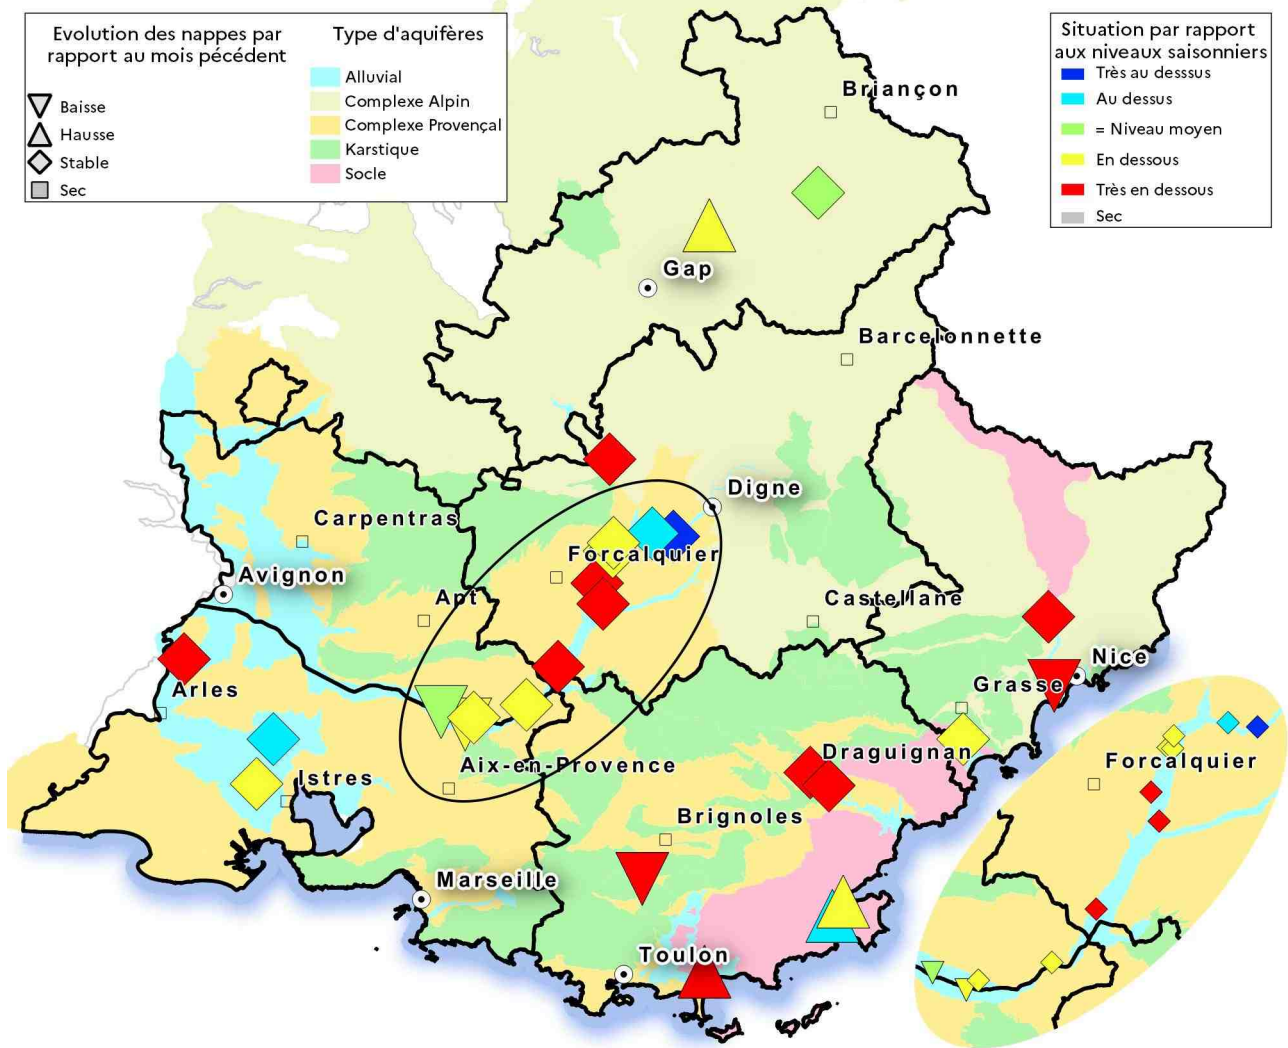 Evolution des nappes par
rapport au mois pécédent
Baisse
Hausse
Stable
Sec
Type d'aquifères
Alluvial
Complexe Alpin
Complexe Provençal
Karstique
Socle
Situation par rapport
aux niveaux saisonniers
Très au desssus
Au dessus
= Niveau moyen
En dessous
Très en dessous
Sec
Briançon
Gap
Barcelonnette
Digne
Carpentras
Forcalquier
Avignon
Apt
Castellane
Nice
Arles
Grasse
Draguignan
Forcalquier
Aix-en-Provence
Istres
Brignoles
Marseille
Toulon